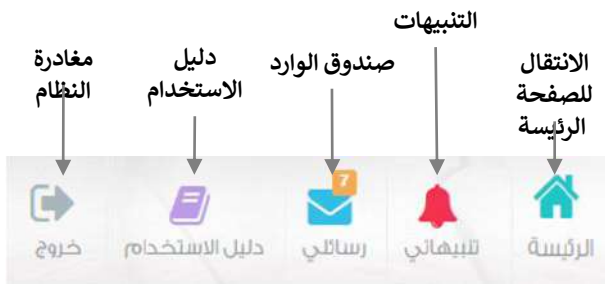 التنبيهات
الانتقال
للصفحة
الرئيسة
صندوق الوارد
دليل
الاستخدام
مغادرة
النظام
7
الرئيسة
تنبيهاتي
رسائلي
دليل الاستخدام
خروج